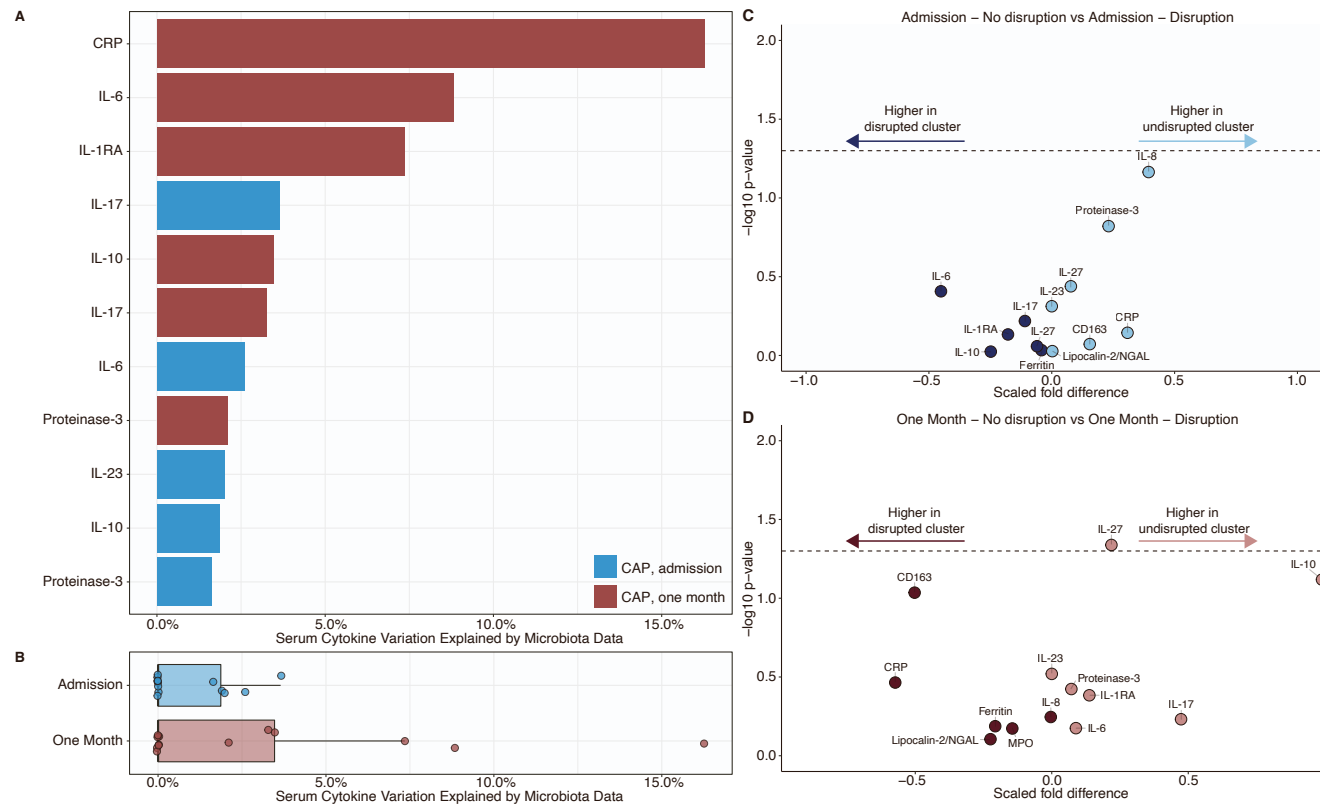 A
CRP
IL-6
IL-1RA
IL-17
IL-10
IL-17
IL-6
Proteinase-3
IL-23
IL-10
Proteinase-3
CAP, admission
CAP, one month
0.0%
5.0%
10.0%
15.0%
Serum Cytokine Variation Explained by Microbiota Data
B
Admission
One Month
0.0%
5.0%
10.0%
15.0%
Serum Cytokine Variation Explained by Microbiota Data
C
Admission – No disruption vs Admission – Disruption
2.0
1.5
1.0
0.5
0.0
−log10 p−value
Higher in
disrupted cluster
Higher in
undisrupted cluster
IL-8
Proteinase-3
IL-27
IL-6
IL-23
IL-17
CRP
IL-1RA
IL-27
CD163
IL-10
Lipocalin-2/NGAL
Ferritin
−1.0
−0.5
0.0
0.5
1.0
Scaled fold difference
D
One Month – No disruption vs One Month – Disruption
2.0
1.5
1.0
0.5
0.0
−log10 p−value
Higher in
disrupted cluster
Higher in
undisrupted cluster
IL-27
IL-10
CD163
IL-23
CRP
Proteinase-3
IL-1RA
IL-8
IL-17
Ferritin
IL-6
Lipocalin-2/NGAL
MPO
−0.5
0.0
0.5
Scaled fold difference